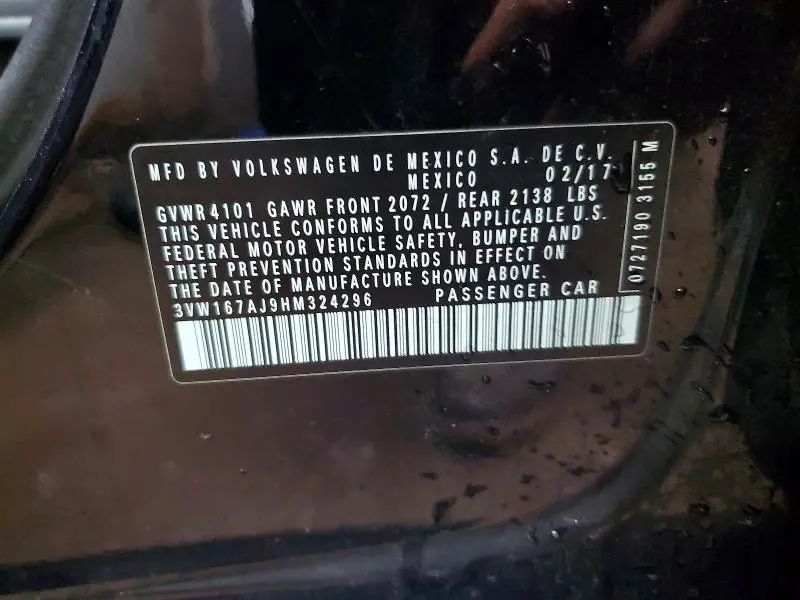 MFD BY VOLKSWAGEN DE MEXICO S.A. DE C.V.
MEXICO 02/17
GVWR 4101 GAWR FRONT 2072 / REAR 2138 LBS
THIS VEHICLE CONFORMS TO ALL APPLICABLE U.S.
FEDERAL MOTOR VEHICLE SAFETY, BUMPER AND
THEFT PREVENTION STANDARDS IN EFFECT ON
THE DATE OF MANUFACTURE SHOWN ABOVE.
3VW167AJ9HM324296 PASSENGER CAR
0727190 3155 M